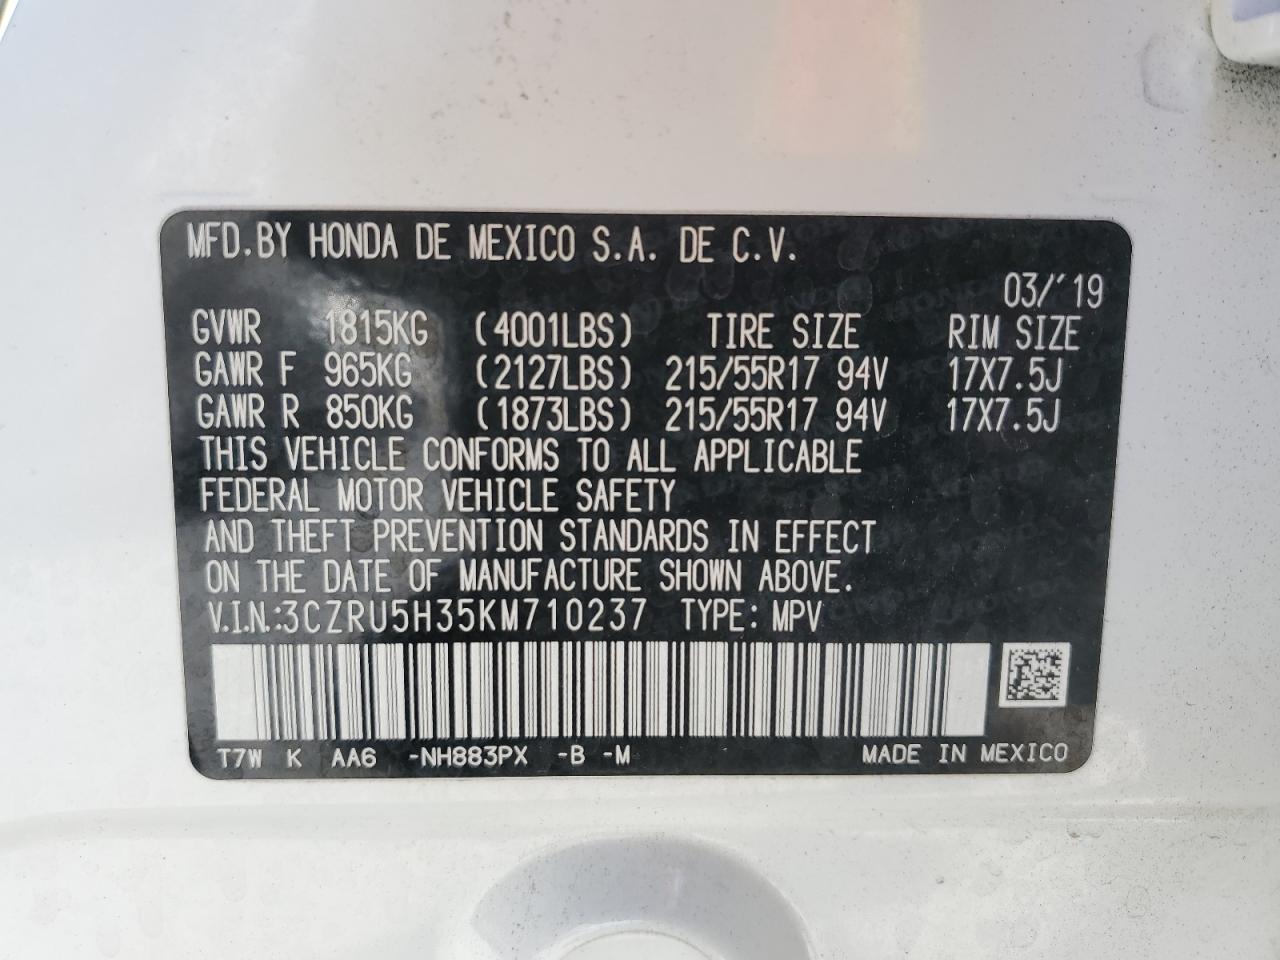 MFD.BY HONDA DE MEXICO S.A. DE C.V.
03/'19
GVWR 1815KG (4001LBS) TIRE SIZE RIM SIZE
GAWR F 965KG (2127LBS) 215/55R17 94V 17X7.5J
GAWR R 850KG (1873LBS) 215/55R17 94V 17X7.5J
THIS VEHICLE CONFORMS TO ALL APPLICABLE
FEDERAL MOTOR VEHICLE SAFETY
AND THEFT PREVENTION STANDARDS IN EFFECT
ON THE DATE OF MANUFACTURE SHOWN ABOVE.
V.I.N.:3CZRU5H35KM710237 TYPE: MPV
T7W K AA6 -NH883PX -B -M MADE IN MEXICO